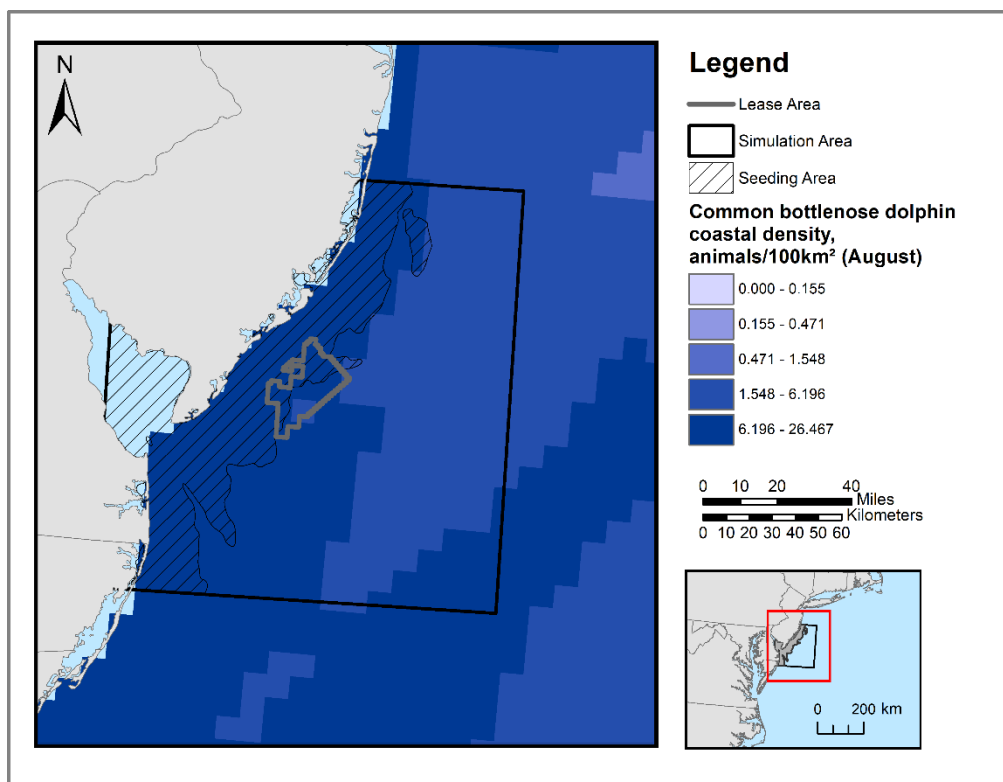 N
Legend
Lease Area
Simulation Area
Seeding Area
Common bottlenose dolphin
coastal density,
animals/100km² (August)
0.000 - 0.155
0.155 - 0.471
0.471 - 1.548
1.548 - 6.196
6.196 - 26.467
0 10 20 40
Miles
Kilometers
0 10 20 30 40 50 60
0 200 km